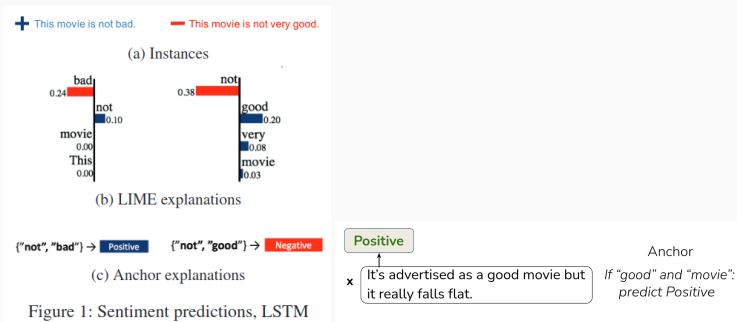 + This movie is not bad. — This movie is not very good.
(a) Instances
bad
0.24
not
0.10
movie
0.00
This
0.00
not
0.38
good
0.20
very
0.08
movie
0.03
(b) LIME explanations
{"not", "bad"} → Positive {"not", "good"} → Negative
(c) Anchor explanations
Figure 1: Sentiment predictions, LSTM
Positive
x It's advertised as a good movie but
it really falls flat.
Anchor
If “good” and “movie”:
predict Positive